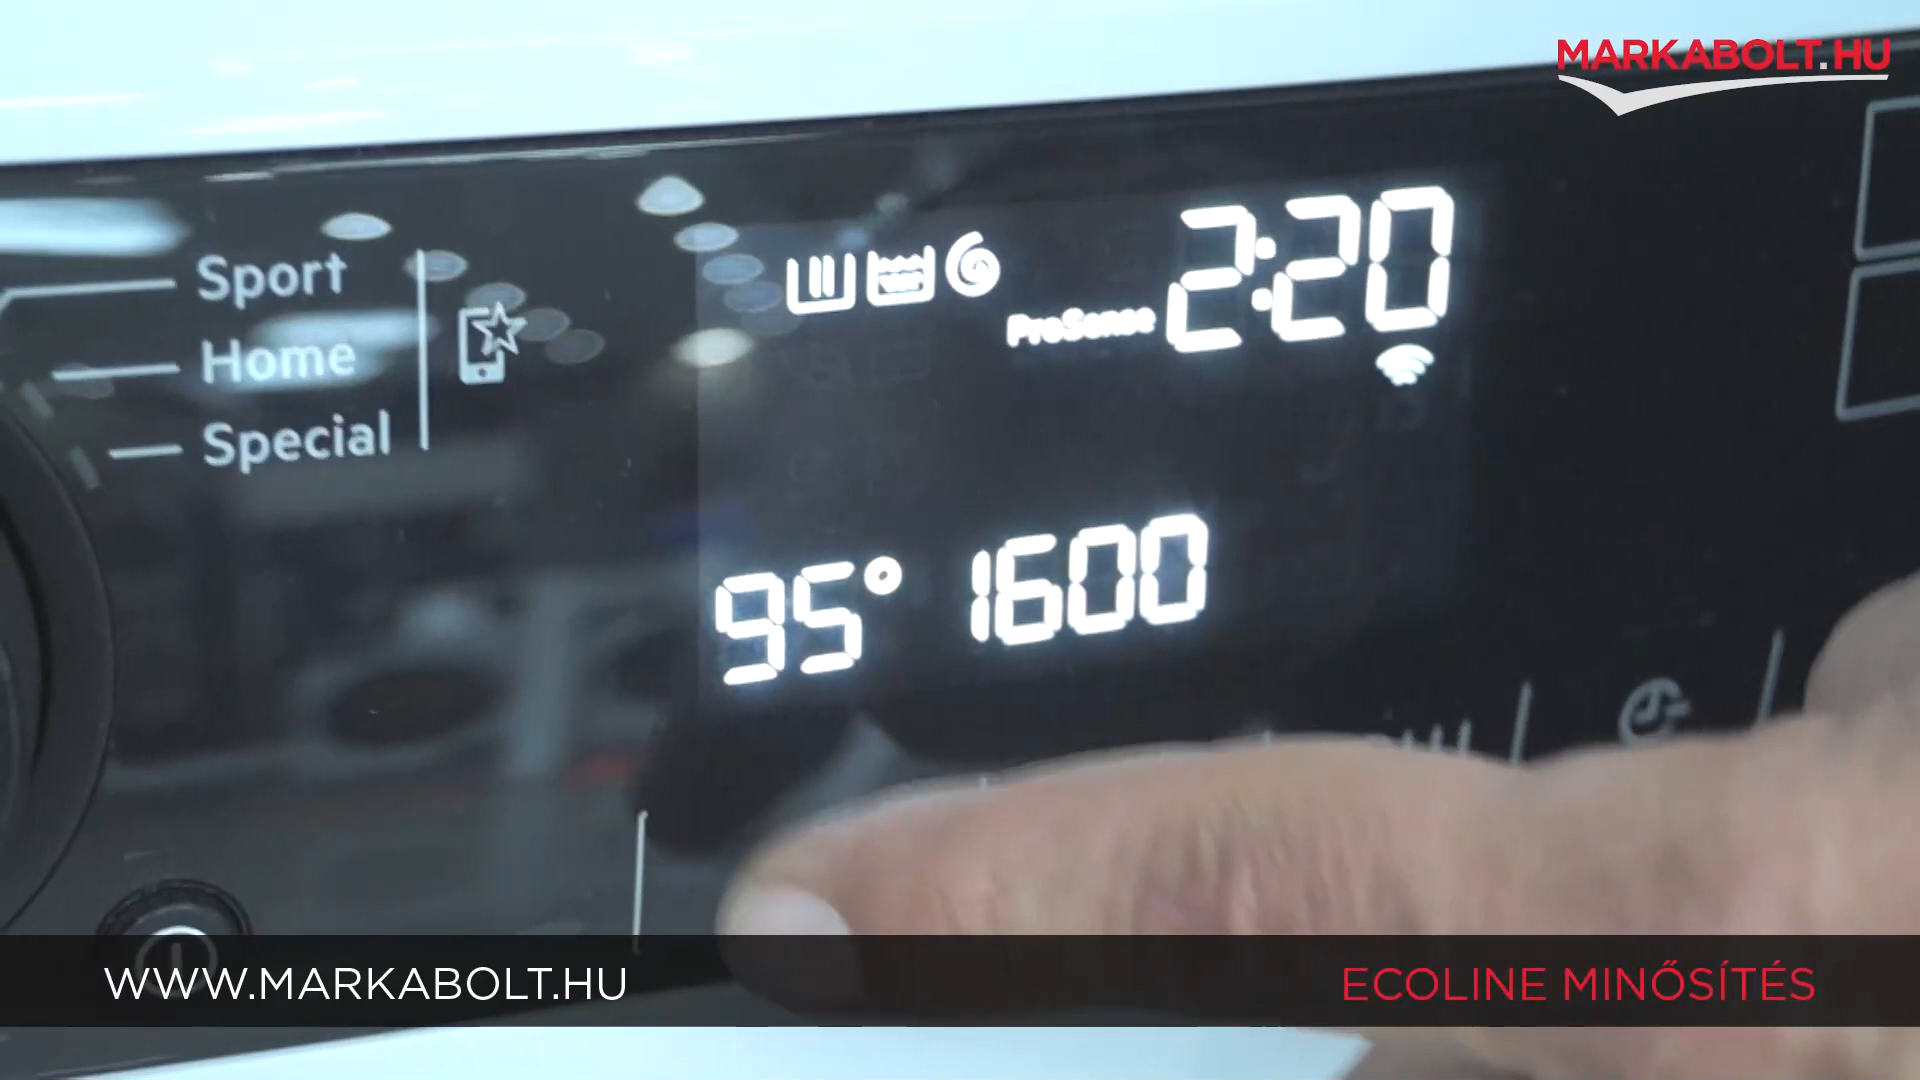 MARKABOLT.HU
Sport
Home
Special
ProSense
2:20
95° 1600
WWW.MARKABOLT.HU
ECOLINE MINŐSÍTÉS